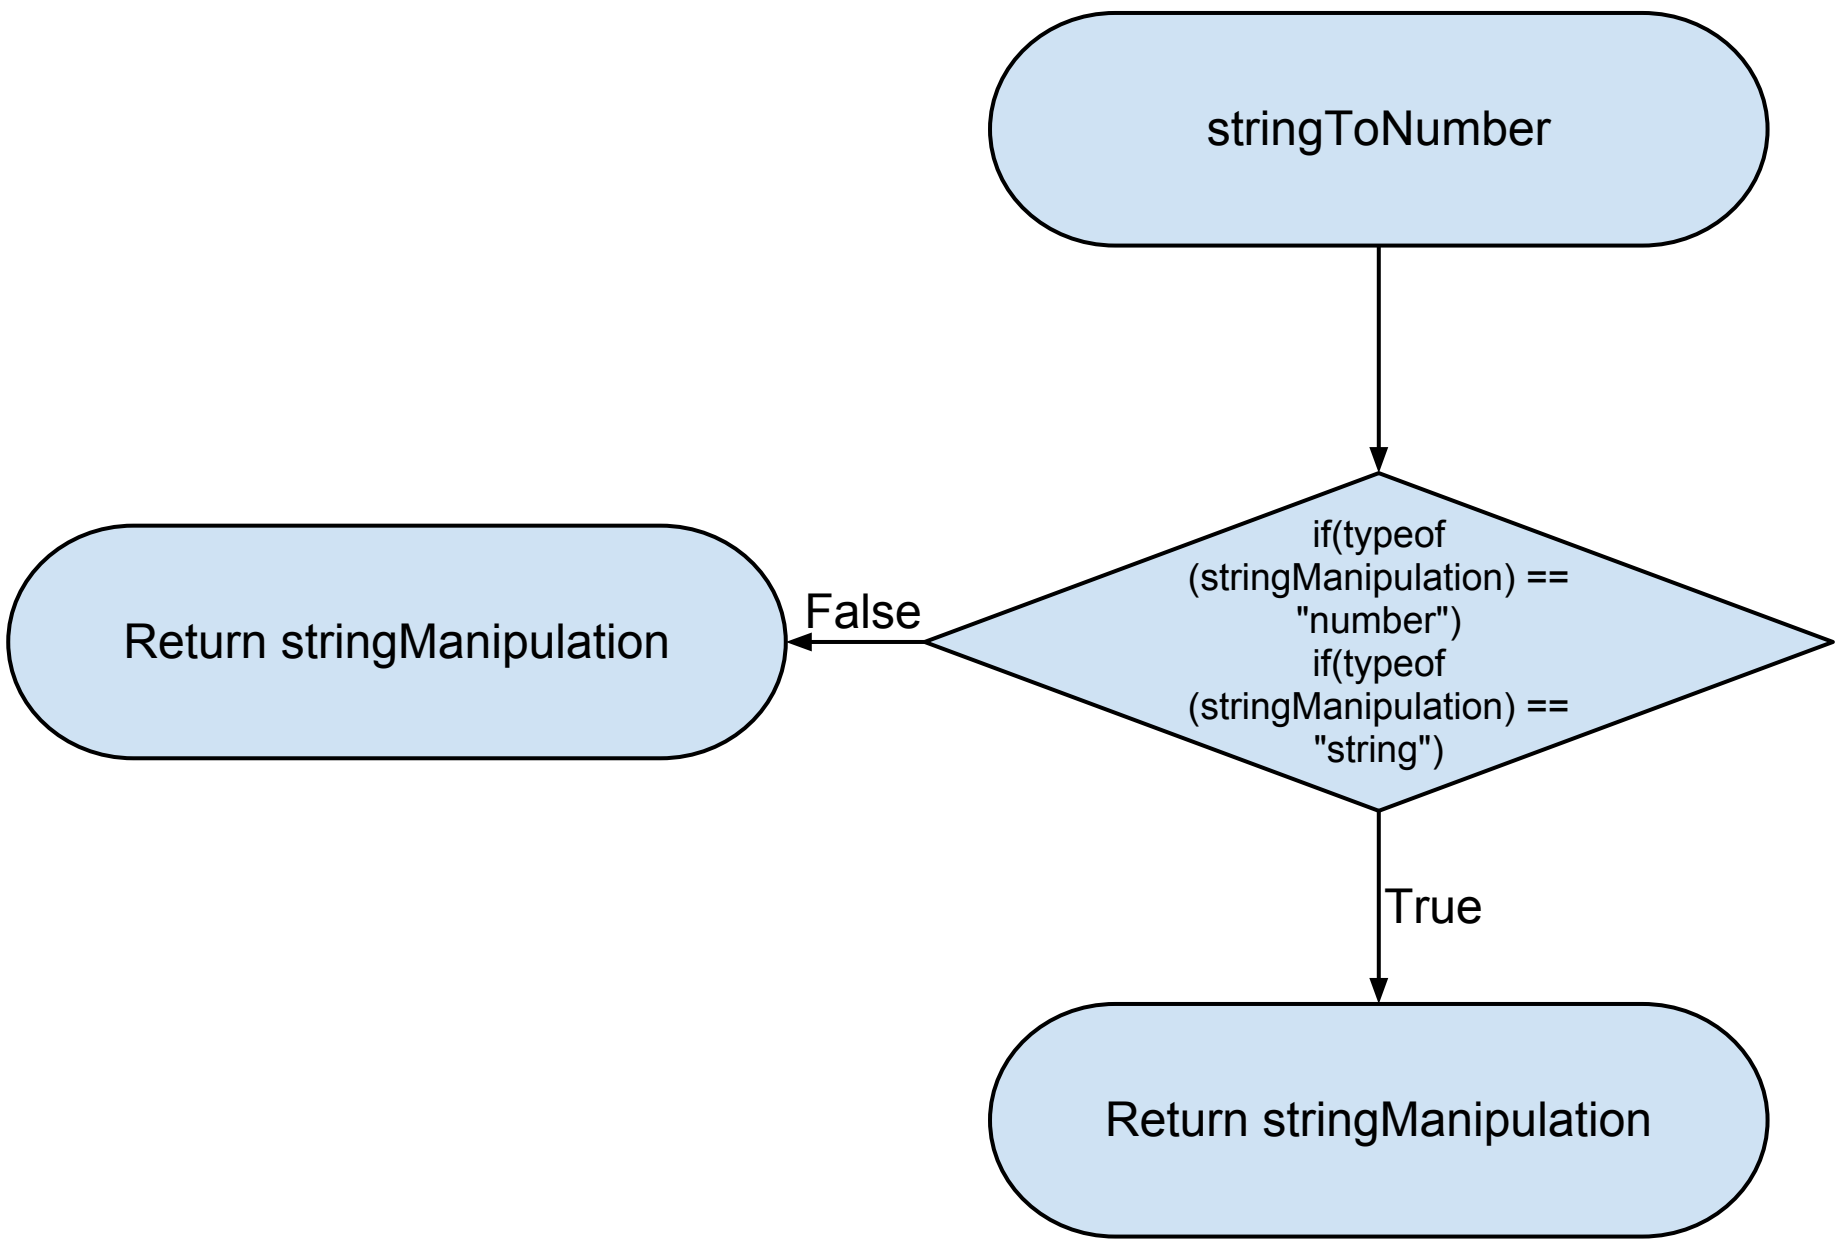 stringToNumber
if(typeof
(stringManipulation) ==
"number")
if(typeof
(stringManipulation) ==
"string")
False
Return stringManipulation
True
Return stringManipulation